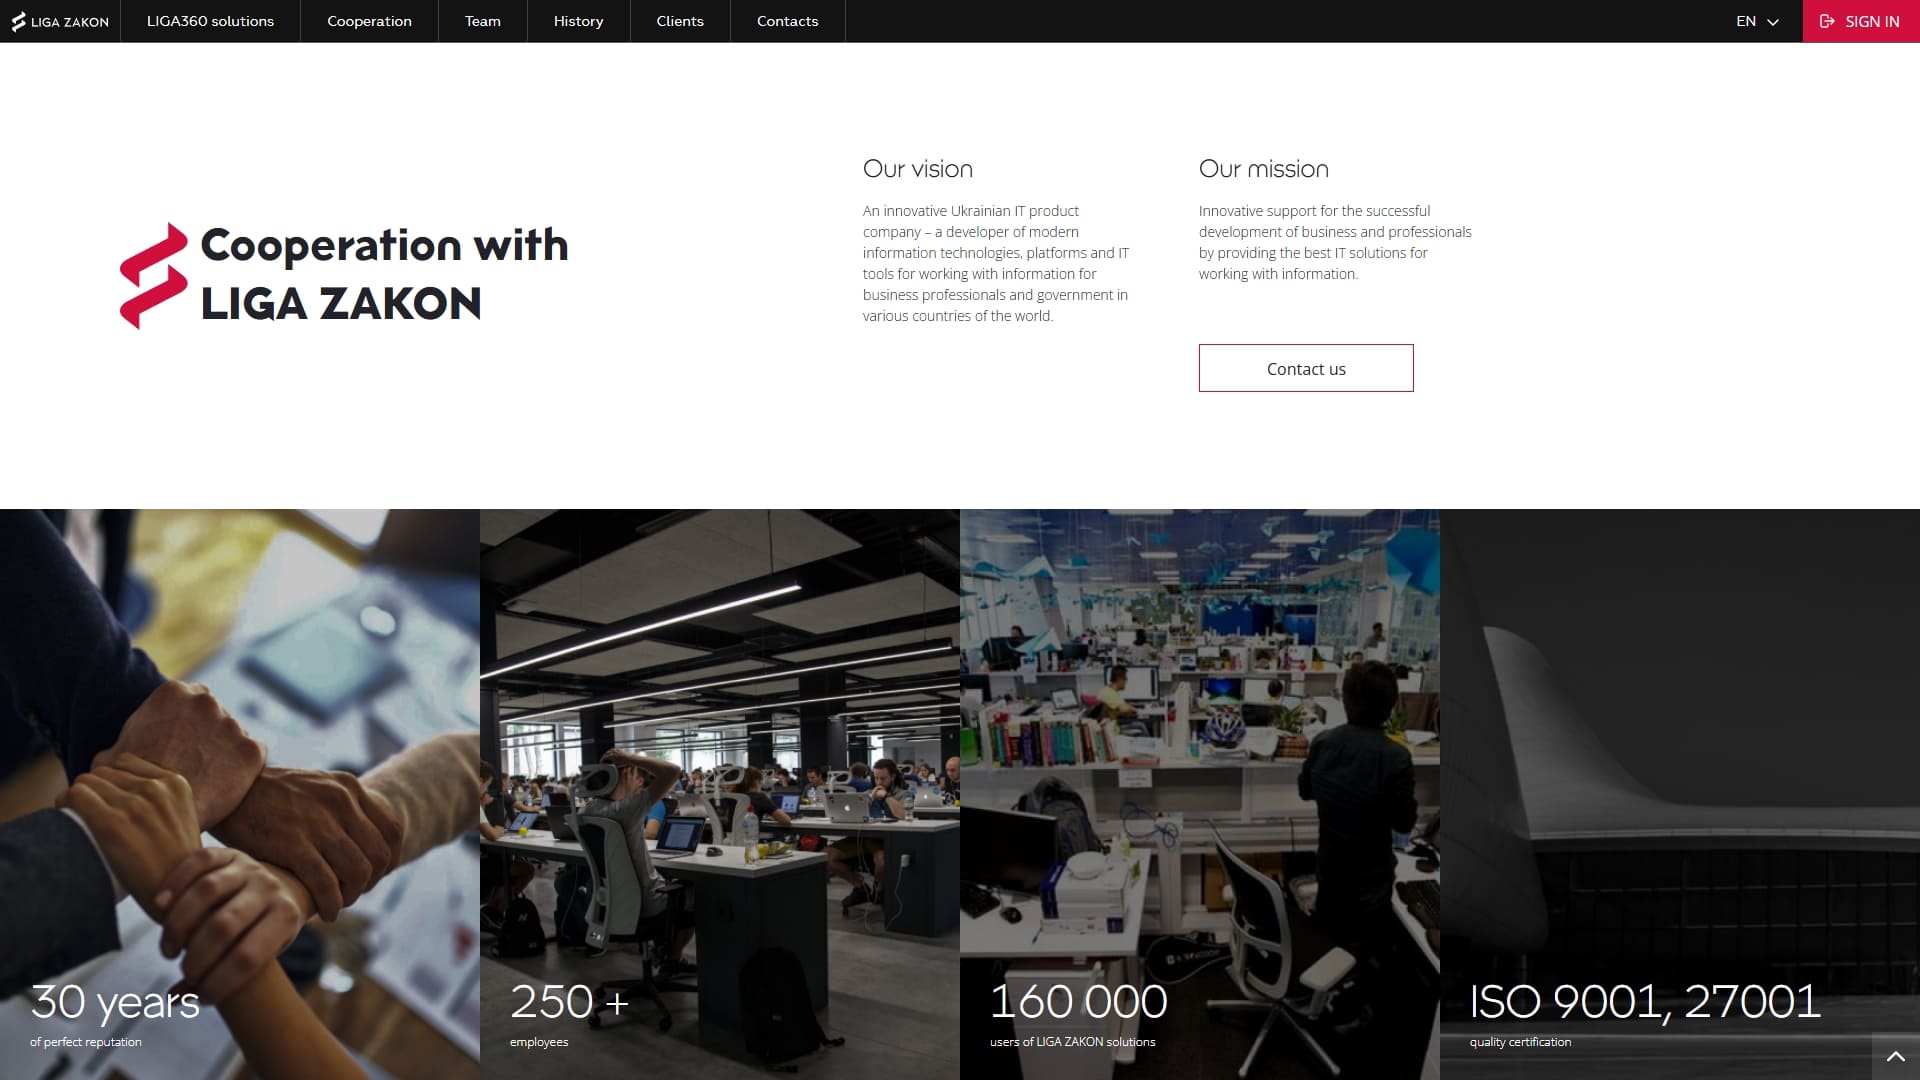 LIGA ZAKON
LIGA360 solutions
Cooperation
Team
History
Clients
Contacts
EN
SIGN IN
Cooperation with
LIGA ZAKON
Our vision
An innovative Ukrainian IT product
company – a developer of modern
information technologies, platforms and IT
tools for working with information for
business professionals and government in
various countries of the world.
Our mission
Innovative support for the successful
development of business and professionals
by providing the best IT solutions for
working with information.
Contact us
30 years
of perfect reputation
250 +
employees
160 000
users of LIGA ZAKON solutions
ISO 9001, 27001
quality certification